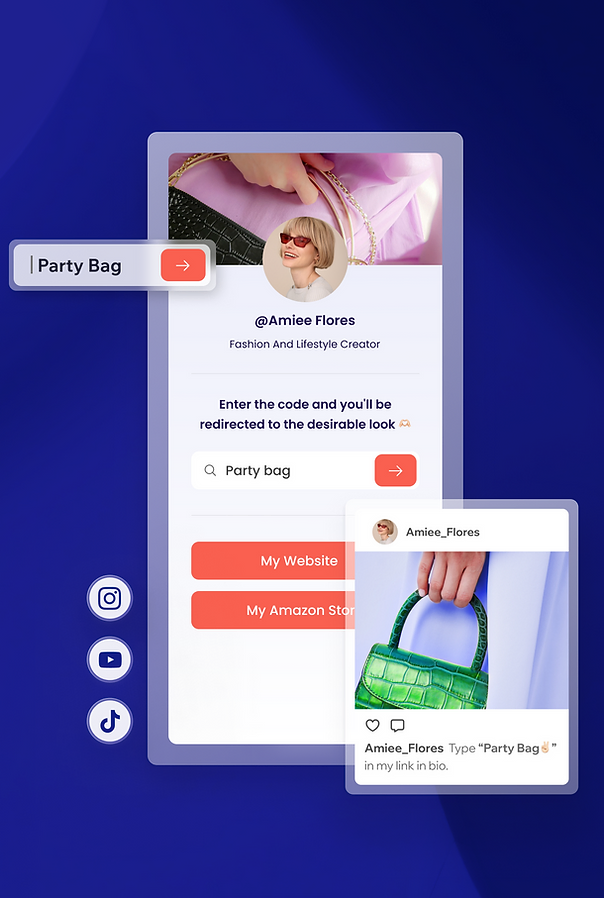 Party Bag
@Amiee Flores
Fashion And Lifestyle Creator
Enter the code and you'll be
redirected to the desirable look 🫶🏻
Party bag
My Website
My Amazon Stor
Amiee_Flores
Amiee_Flores Type “Party Bag✌🏻”
in my link in bio.